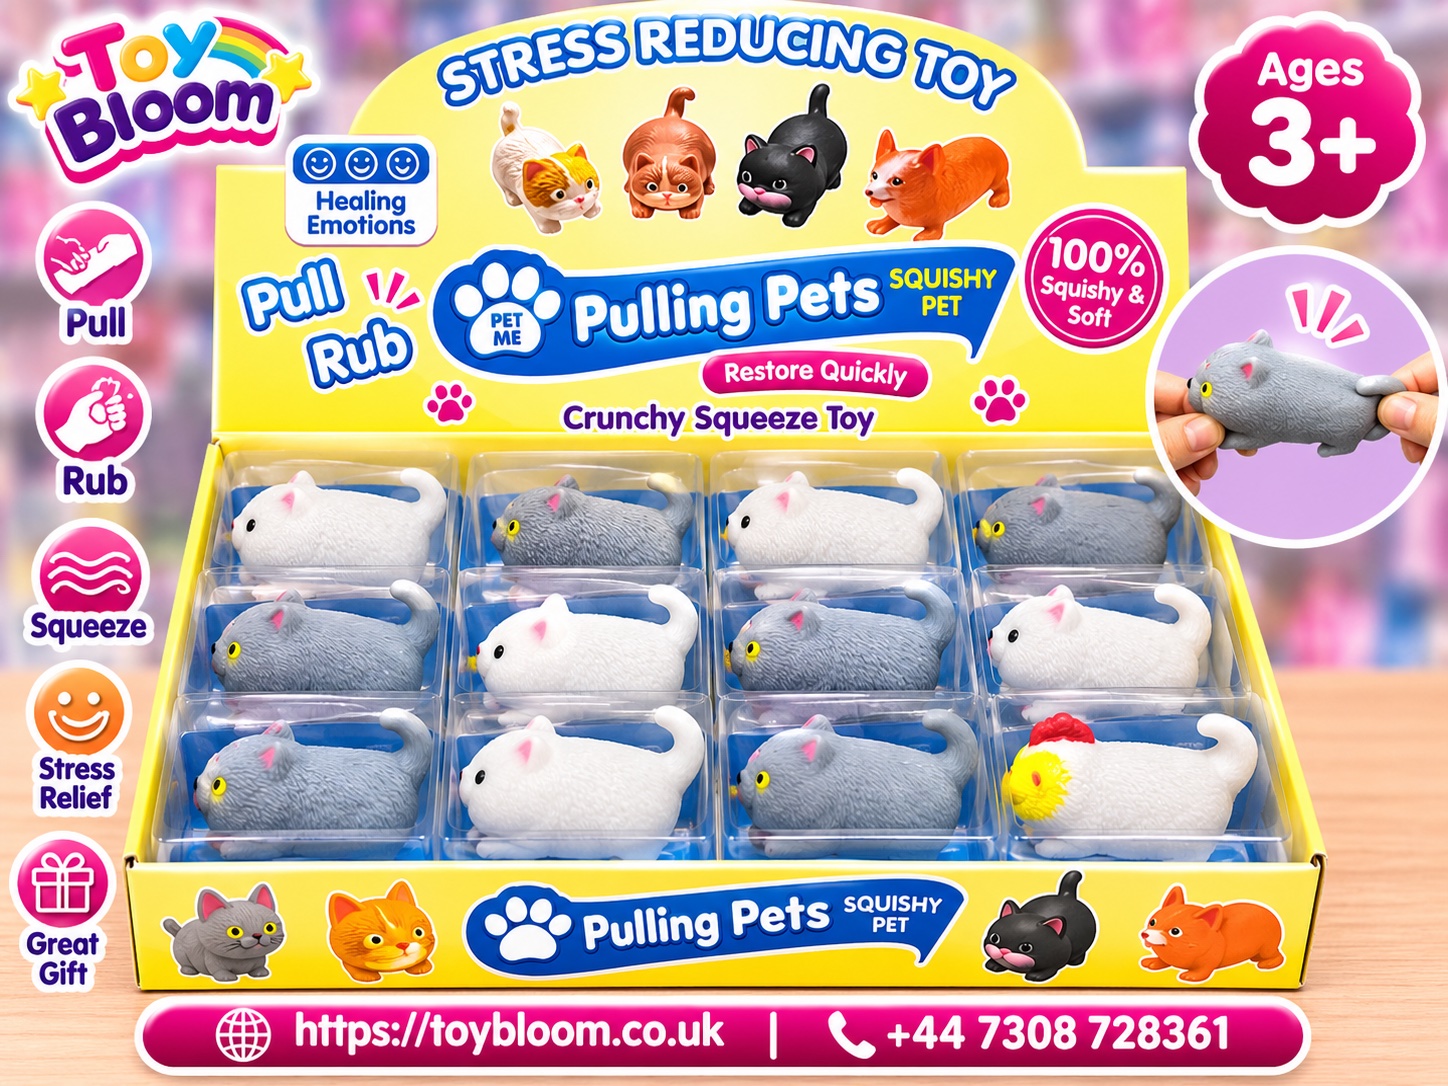 Toy
Bloom
STRESS REDUCING TOY
Ages
3+
Healing
Emotions
Pull
Rub
PET
ME
Pulling Pets
SQUISHY
PET
100%
Squishy &
Soft
Restore Quickly
Crunchy Squeeze Toy
Pull
Rub
Squeeze
Stress
Relief
Great
Gift
Pulling Pets
SQUISHY
PET
https://toybloom.co.uk | +44 7308 728361